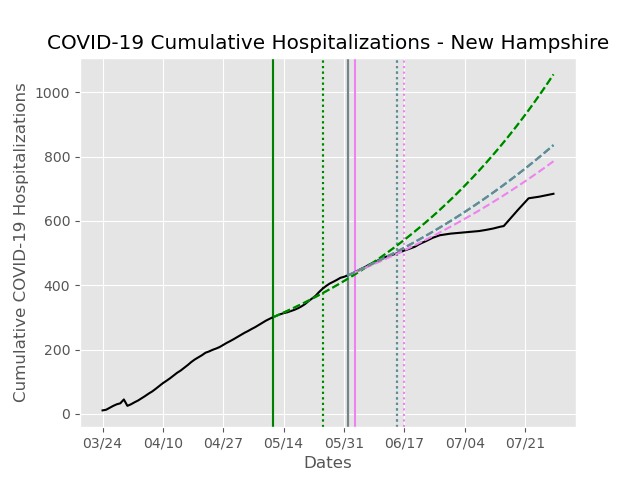 COVID-19 Cumulative Hospitalizations - New Hampshire
Cumulative COVID-19 Hospitalizations
1000
800
600
400
200
0
03/24 04/10 04/27 05/14 05/31 06/17 07/04 07/21
Dates